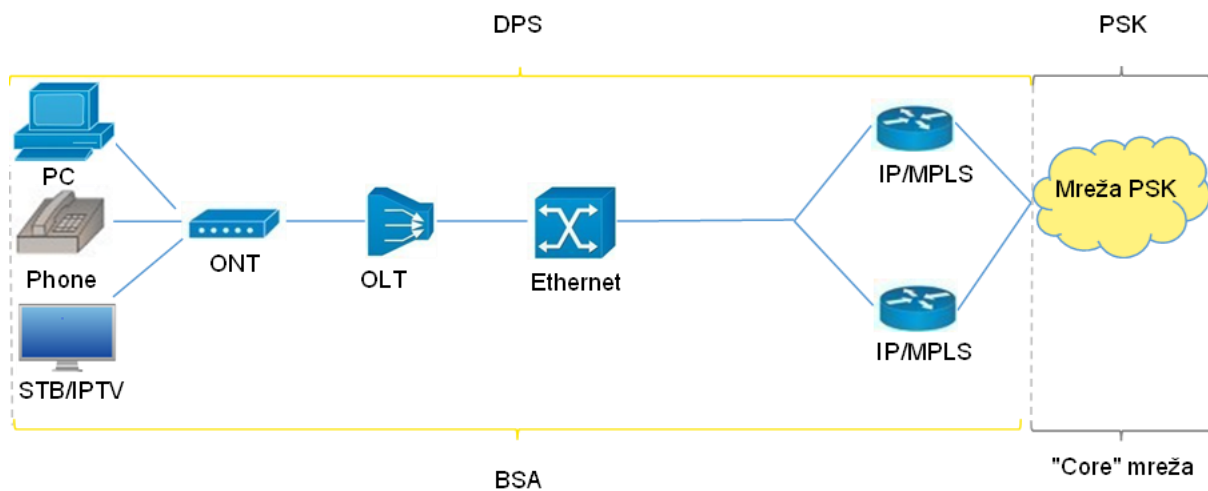 DPS
PSK
PC
Phone
STB/IPTV
ONT
OLT
Ethernet
IP/MPLS
IP/MPLS
Mreža PSK
BSA
"Core" mreža